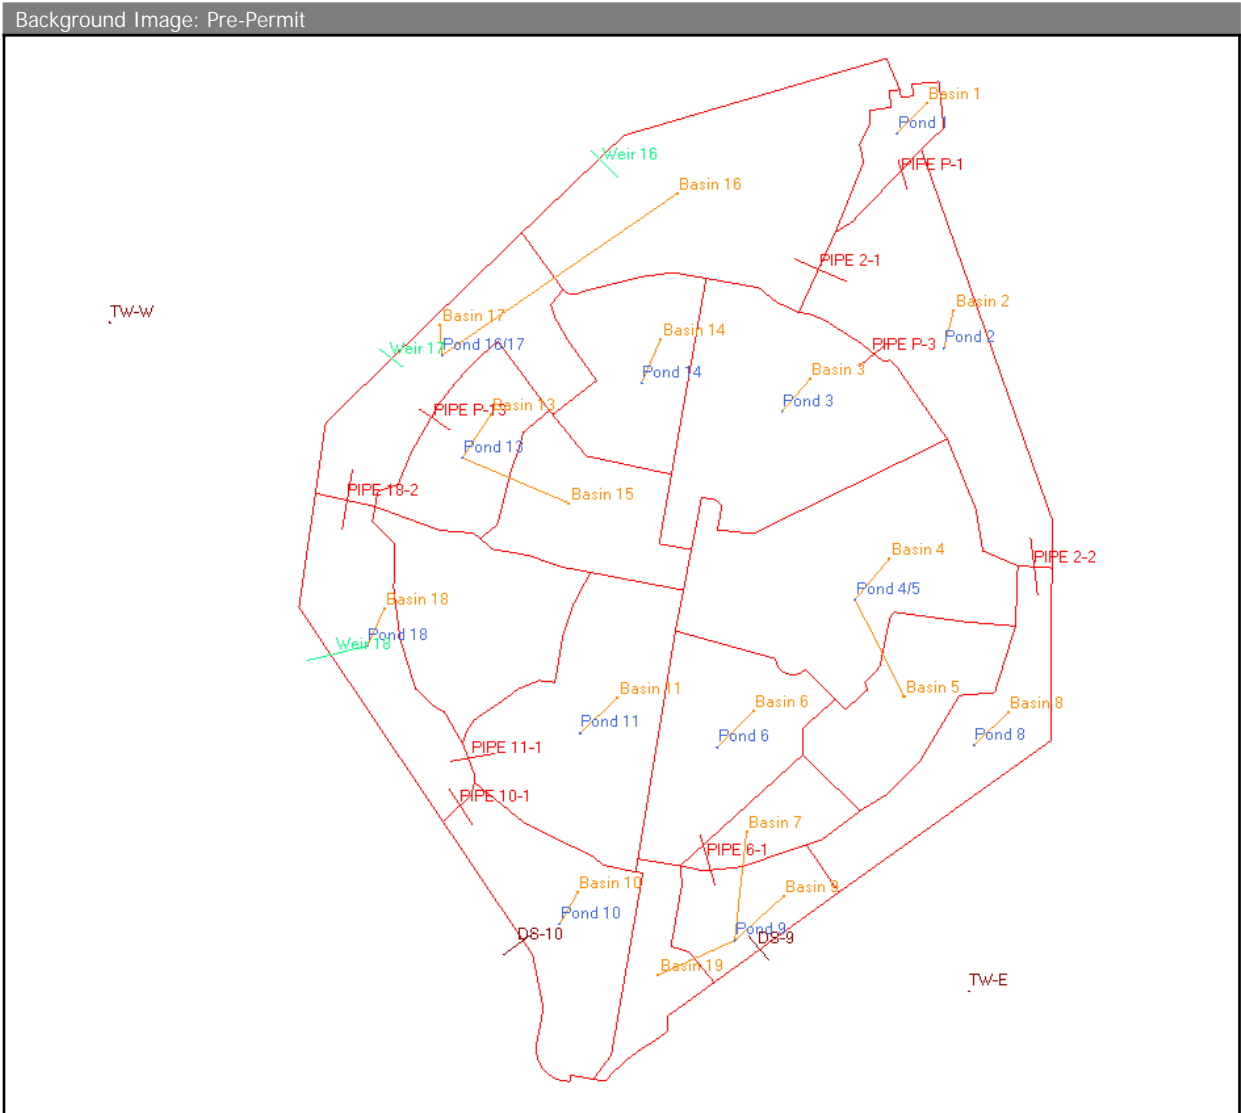 Background Image: Pre-Permit
Basin 1
Pond 1
Weir 16
PIPE P-1
Basin 16
PIPE 2-1
Basin 2
TW-W
Basin 17
Basin 14
Pond 2
Weir 17
Pond 16/17
PIPE P-3
Pond 14
Basin 3
Pond 3
PIPE P-13
Basin 13
Pond 13
PIPE 18-2
Basin 15
Basin 4
PIPE 2-2
Pond 4/5
Basin 18
Pond 18
Weir 18
Basin 11
Basin 5
Basin 6
Basin 8
Pond 11
Pond 6
Pond 8
PIPE 11-1
PIPE 10-1
Basin 7
PIPE 6-1
Basin 10
Basin 9
Pond 10
Pond 9
DS-10
DS-9
Basin 19
TW-E